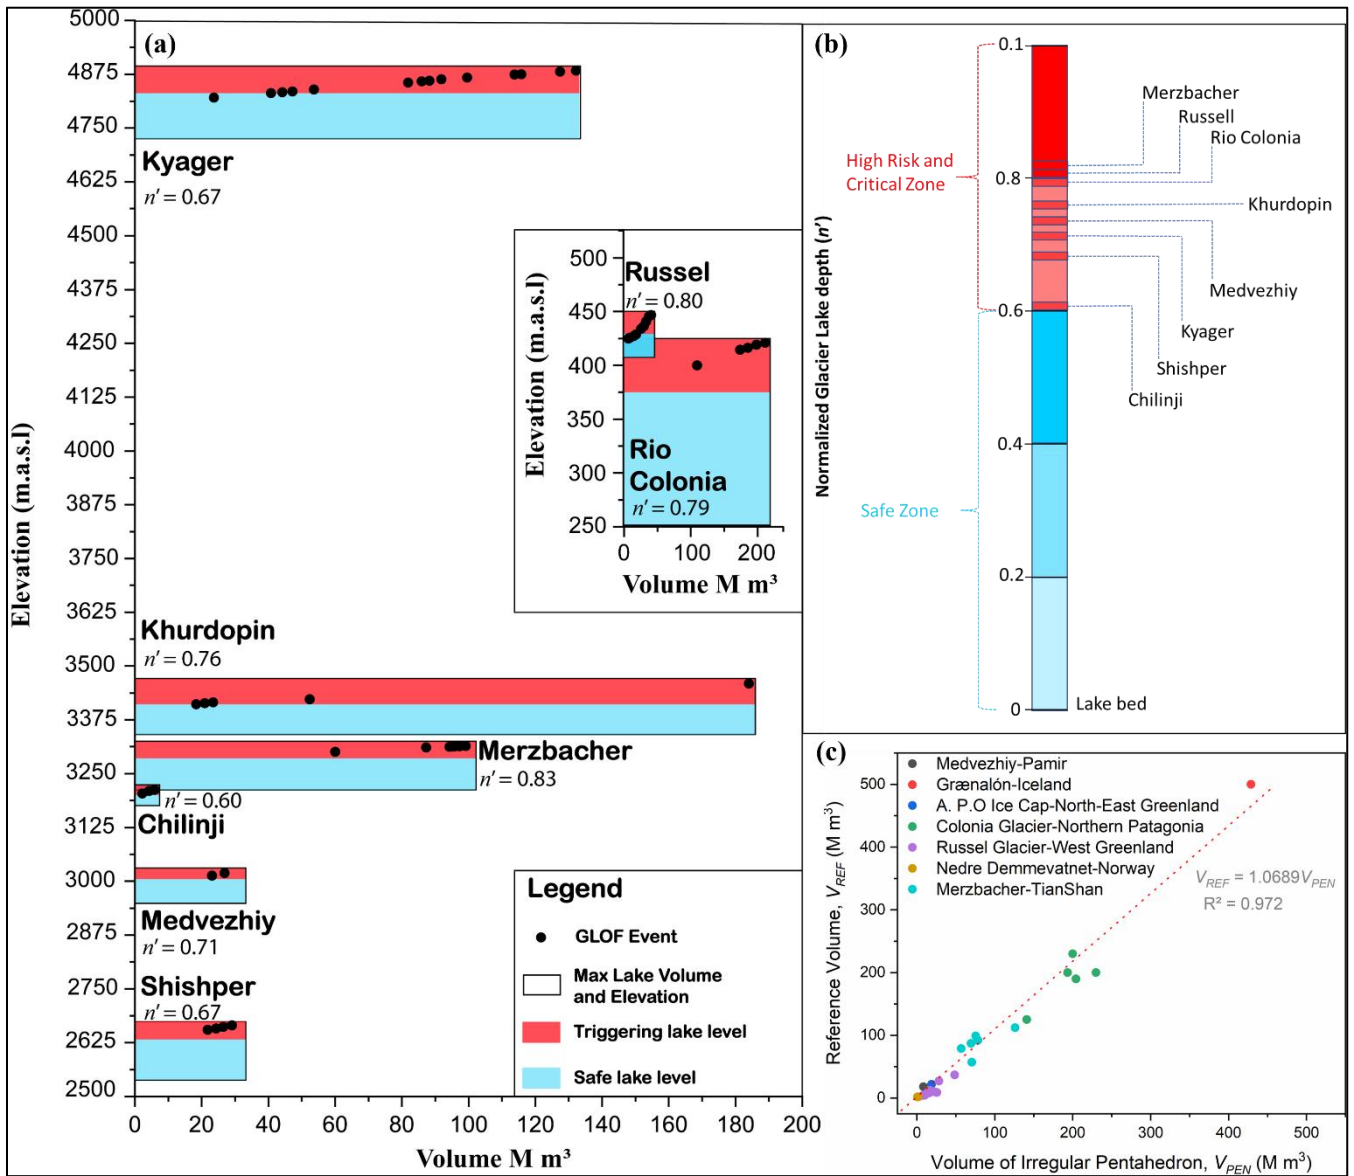 (a)
5000
4875
4750
4625
4500
4375
4250
4125
4000
3875
3750
3625
3500
3375
3250
3125
3000
2875
2750
2625
2500
Elevation (m.a.s.l)
0
20
40
60
80
100
120
140
160
180
200
Volume M m³
Kyager
n' = 0.67
Khurdopin
n' = 0.76
Merzbacher
n' = 0.83
n' = 0.60
Chilinji
Medvezhiy
n' = 0.71
Shishper
n' = 0.67
Elevation (m.a.s.l)
500
450
400
350
300
250
Russel
n' = 0.80
Rio
Colonia
n' = 0.79
0
100
200
Volume M m³
Legend
GLOF Event
Max Lake Volume
and Elevation
Triggering lake level
Safe lake level
(b)
Normalized Glacier Lake depth (n')
0.1
0.8
0.6
0.4
0.2
0
High Risk and
Critical Zone
Safe Zone
Merzbacher
Russell
Rio Colonia
Khurdopin
Medvezhiy
Kyager
Shishper
Chilinji
Lake bed
(c)
Medvezhiy-Pamir
Grænalón-Iceland
A. P.O Ice Cap-North-East Greenland
Colonia Glacier-Northern Patagonia
Russel Glacier-West Greenland
Nedre Demmevatnet-Norway
Merzbacher-TianShan
V_REF = 1.0689V_PEN
R² = 0.972
Reference Volume, V_REF (M m³)
500
400
300
200
100
0
0
100
200
300
400
500
Volume of Irregular Pentahedron, V_PEN (M m³)